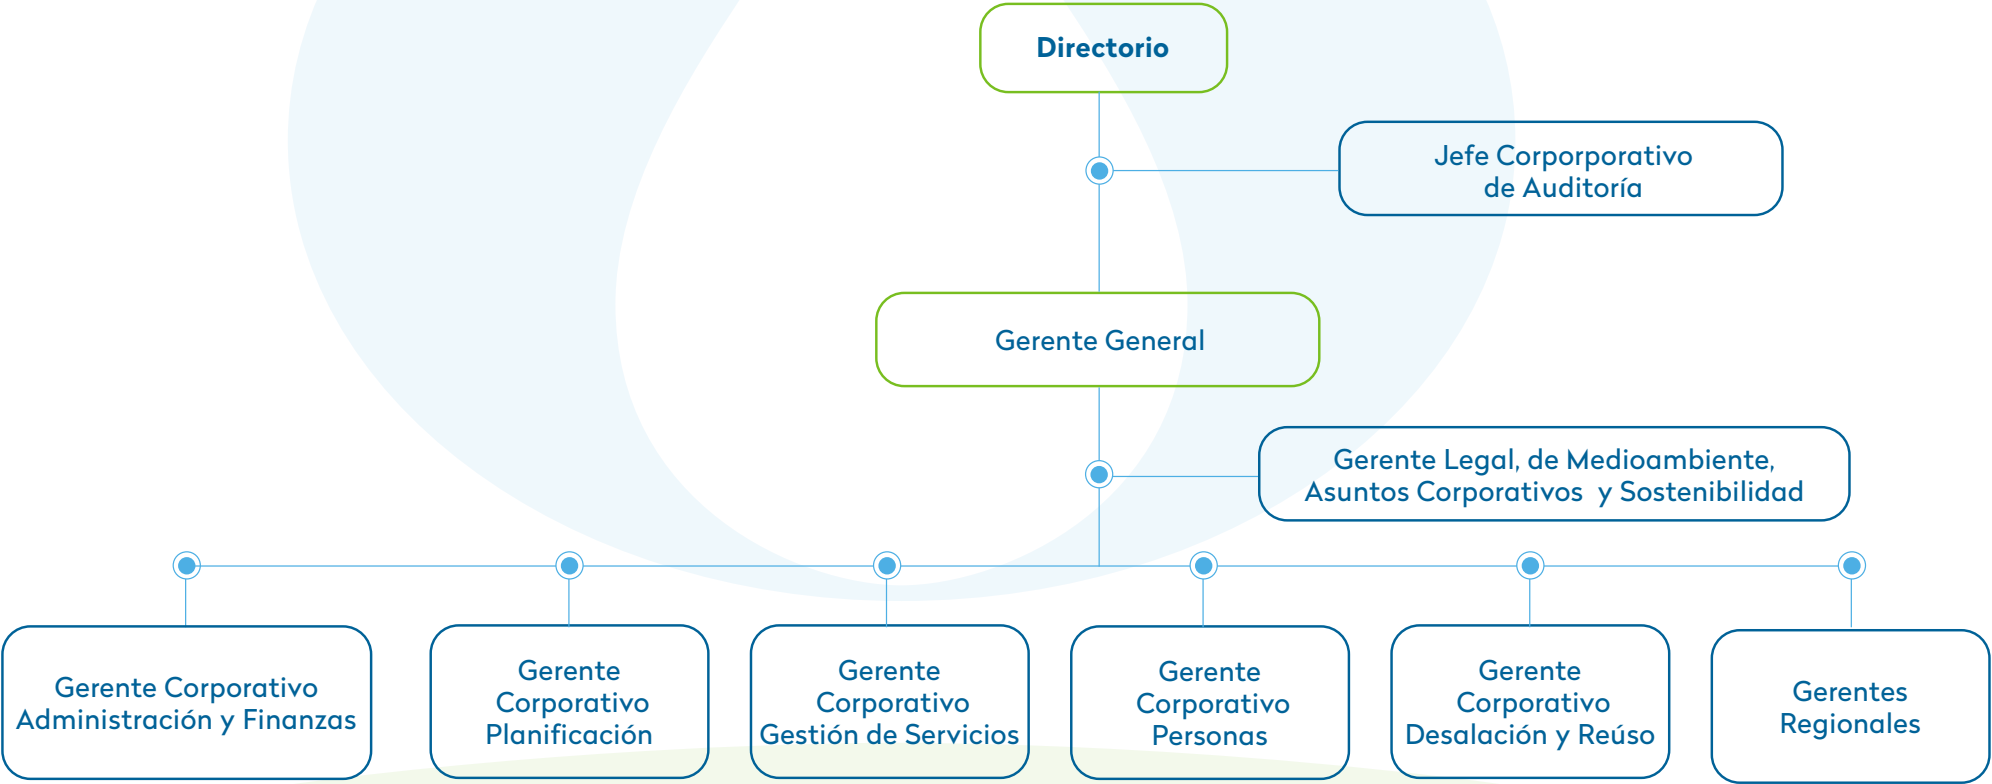 Directorio
Jefe Corporporativo
de Auditoría
Gerente General
Gerente Legal, de Medioambiente,
Asuntos Corporativos y Sostenibilidad
Gerente Corporativo
Administración y Finanzas
Gerente
Corporativo
Planificación
Gerente
Corporativo
Gestión de Servicios
Gerente
Corporativo
Personas
Gerente
Corporativo
Desalación y Reúso
Gerentes
Regionales